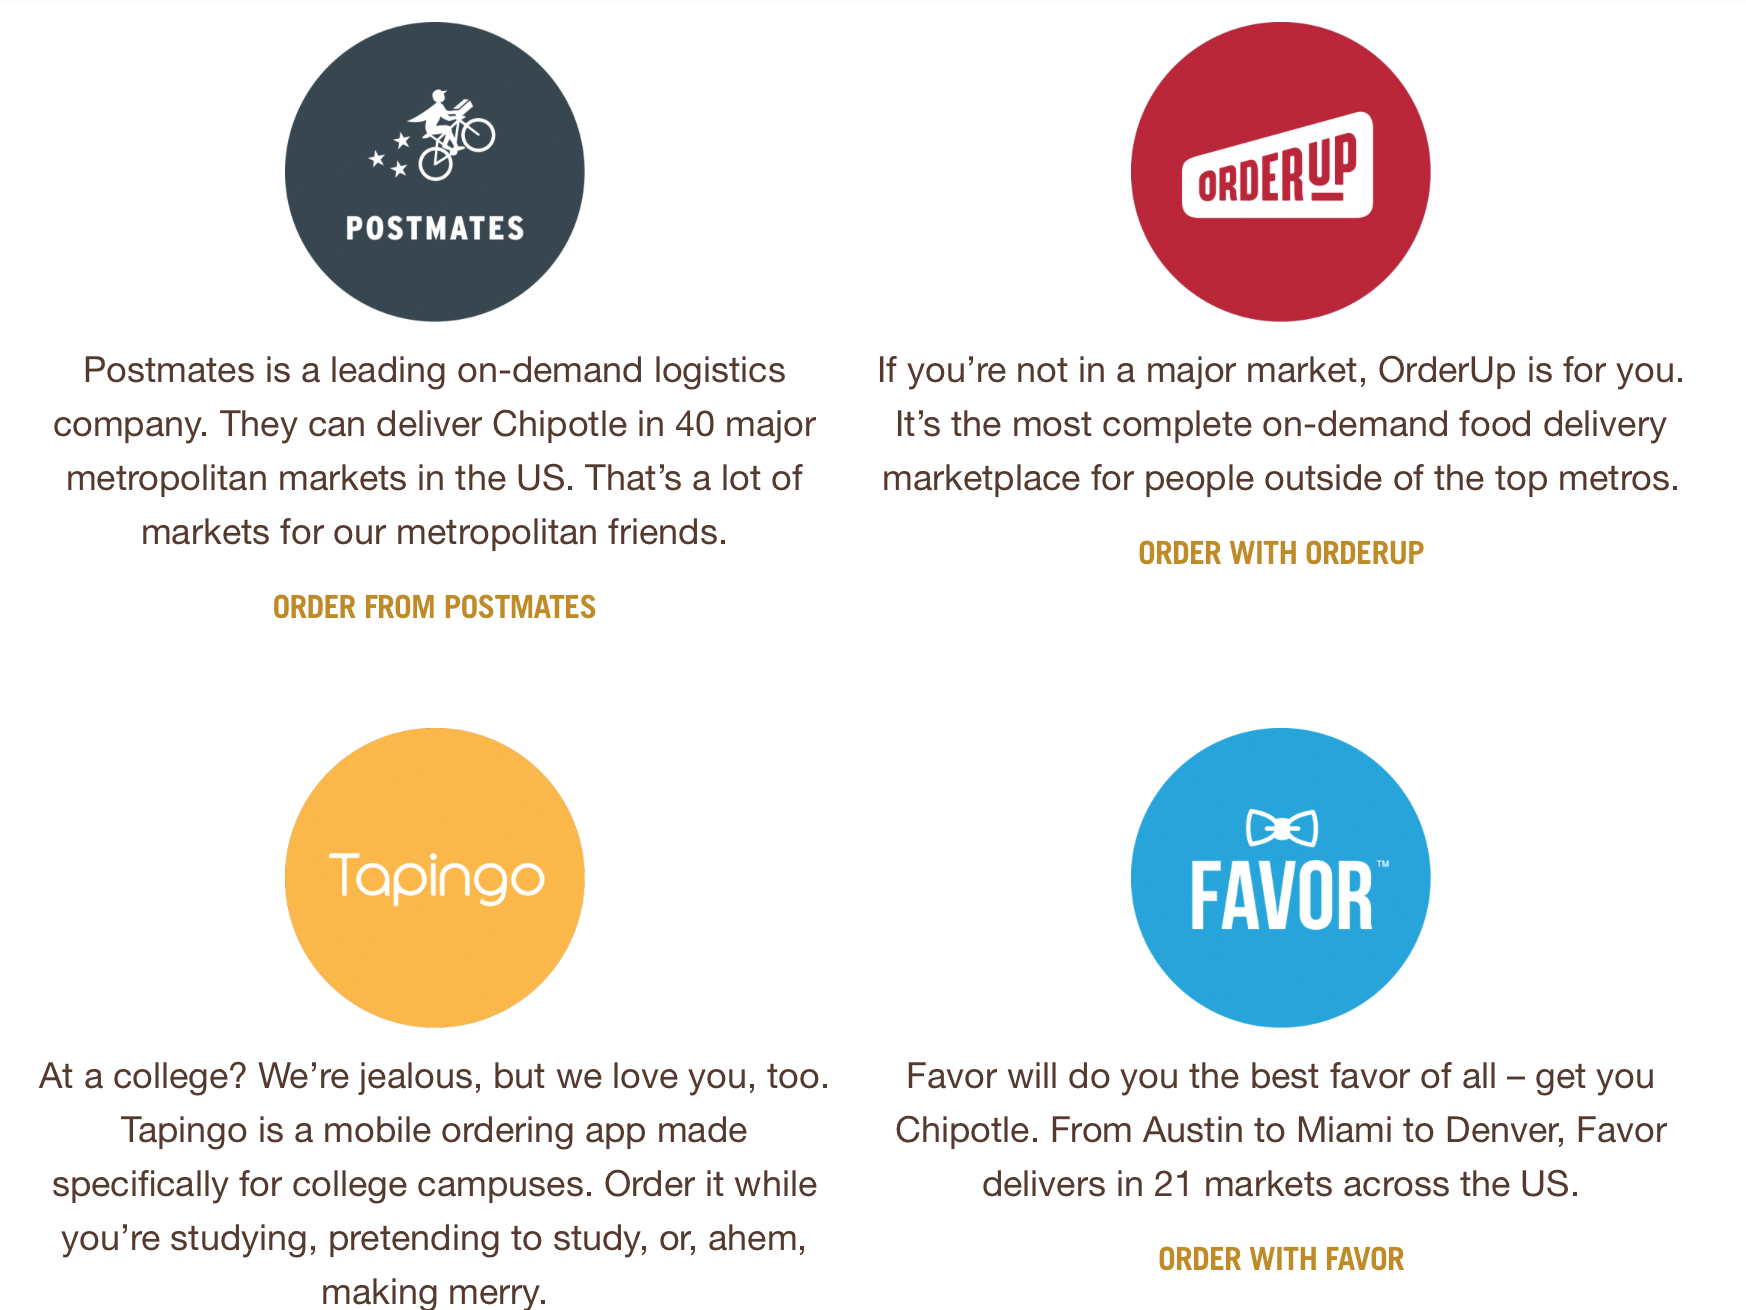 POSTMATES
Postmates is a leading on-demand logistics
company. They can deliver Chipotle in 40 major
metropolitan markets in the US. That’s a lot of
markets for our metropolitan friends.
ORDER FROM POSTMATES
ORDERUP
If you’re not in a major market, OrderUp is for you.
It’s the most complete on-demand food delivery
marketplace for people outside of the top metros.
ORDER WITH ORDERUP
Tapingo
At a college? We’re jealous, but we love you, too.
Tapingo is a mobile ordering app made
specifically for college campuses. Order it while
you’re studying, pretending to study, or, ahem,
making merry.
FAVOR™
Favor will do you the best favor of all – get you
Chipotle. From Austin to Miami to Denver, Favor
delivers in 21 markets across the US.
ORDER WITH FAVOR